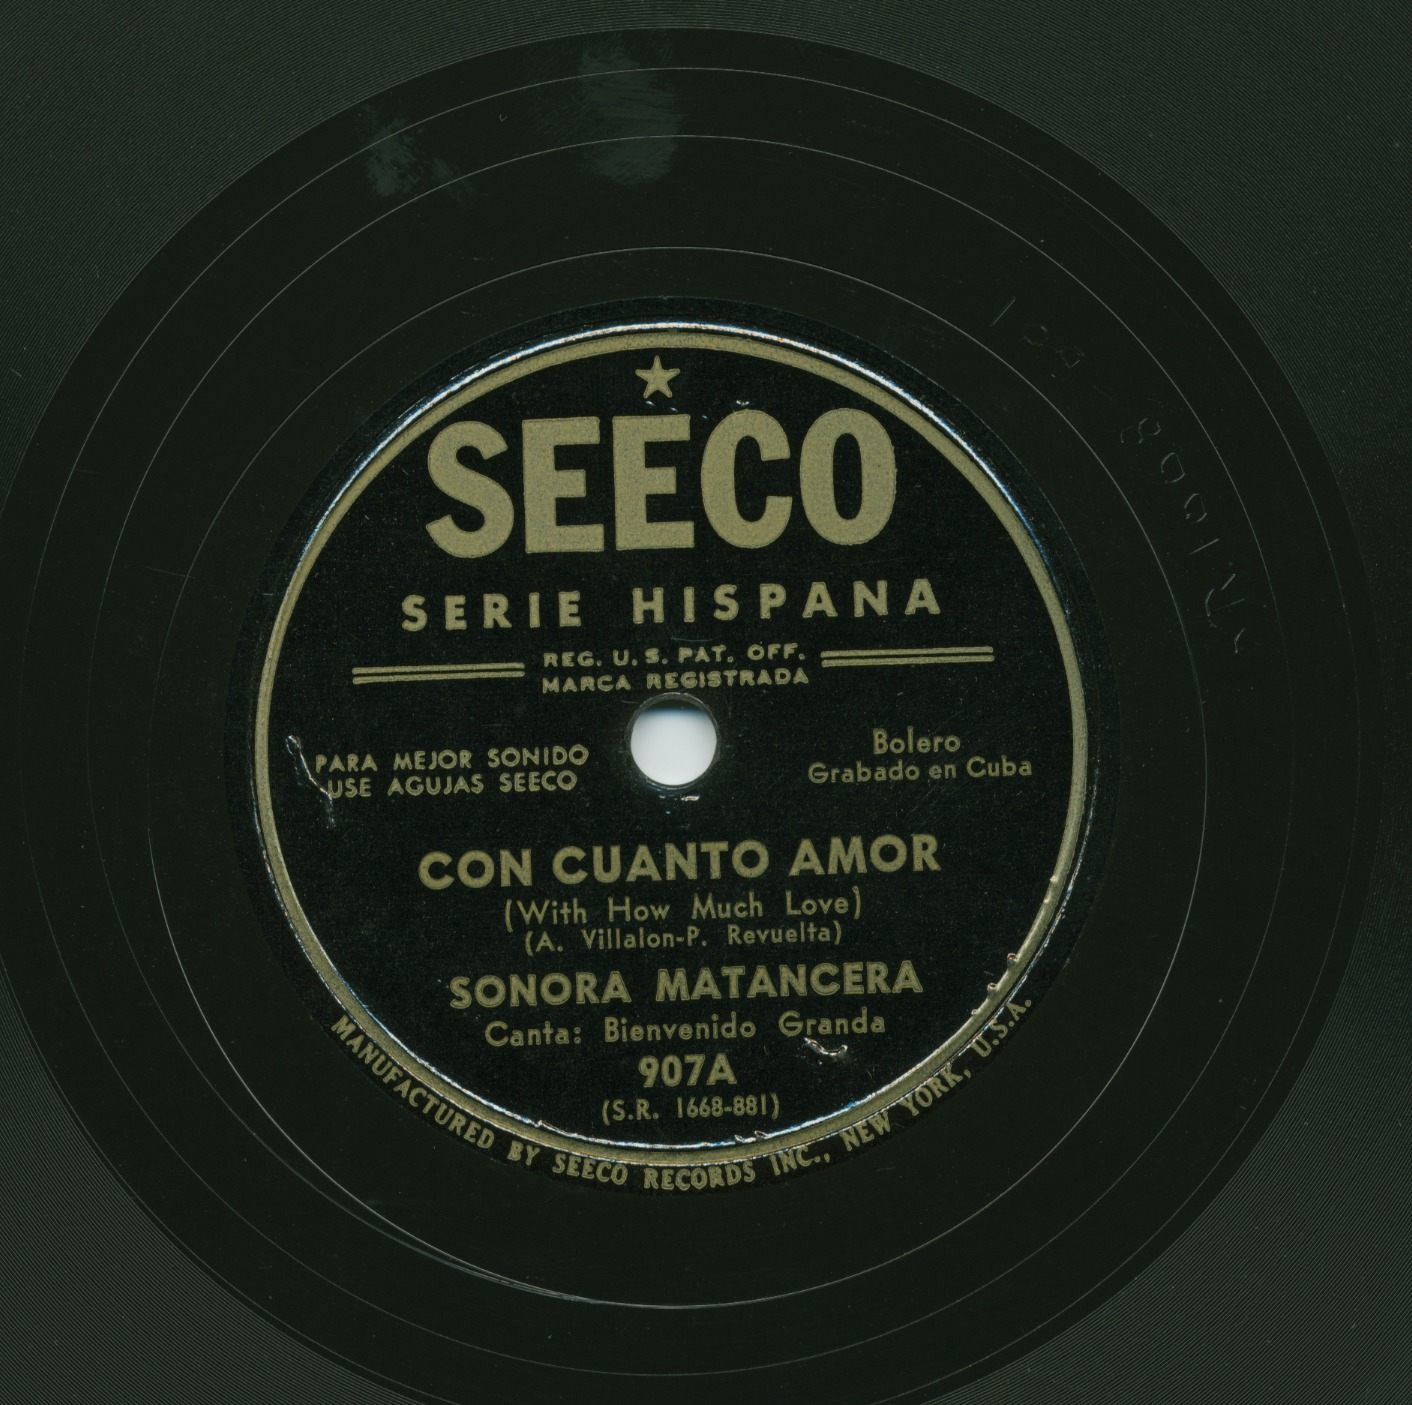 SEECO
SERIE HISPANA
REG. U. S. PAT. OFF.
MARCA REGISTRADA
PARA MEJOR SONIDO
USE AGUJAS SEECO
Bolero
Grabado en Cuba
CON CUANTO AMOR
(With How Much Love)
(A. Villalon-P. Revuelta)
SONORA MATANCERA
Canta: Bienvenido Granda
907A
(S.R. 1668-881)
MANUFACTURED BY SEECO RECORDS INC., NEW YORK, U.S.A.